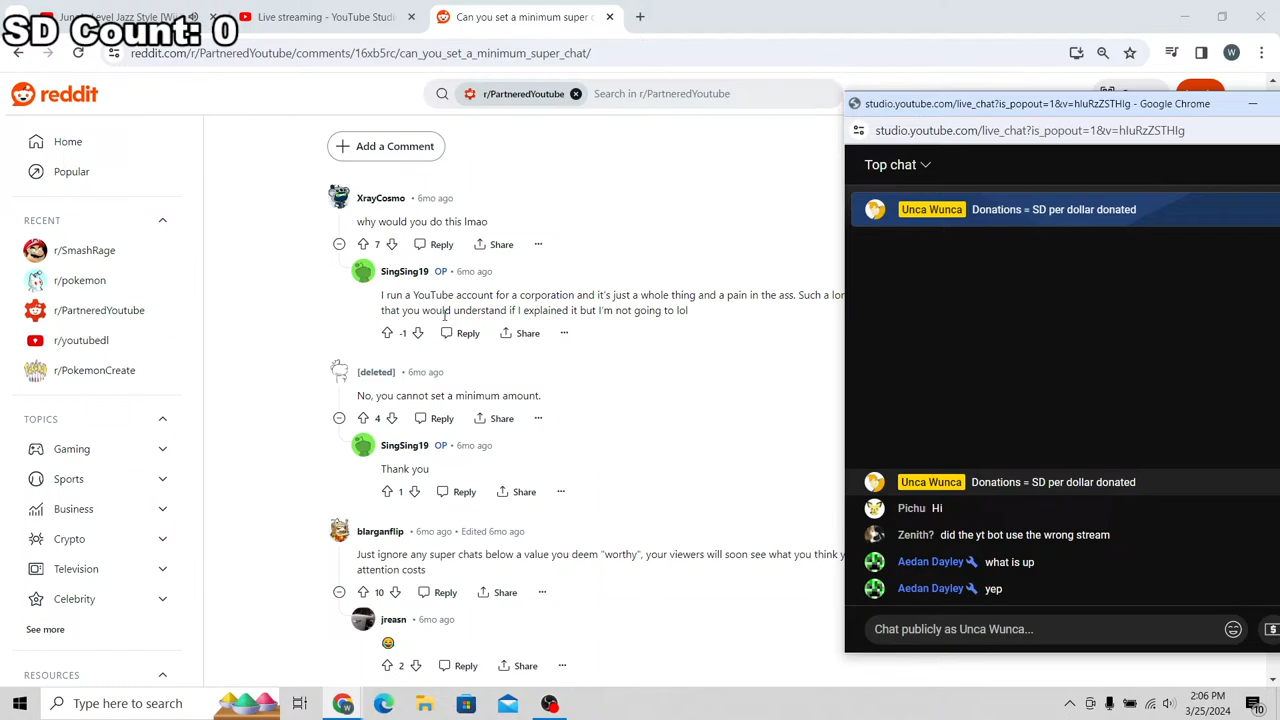 SD Count: 0
Live streaming - YouTube Studio
Can you set a minimum super c
reddit.com/r/PartneredYoutube/comments/16xb5rc/can_you_set_a_minimum_super_chat/
W
reddit
r/PartneredYoutube
Search in r/PartneredYoutube
Home
Popular
RECENT
r/SmashRage
r/pokemon
r/PartneredYoutube
r/youtubedl
r/PokemonCreate
TOPICS
Gaming
Sports
Business
Crypto
Television
Celebrity
See more
RESOURCES
Add a Comment
XrayCosmo • 6mo ago
why would you do this lmao
7 Reply Share
SingSing19 OP • 6mo ago
I run a YouTube account for a corporation and it's just a whole thing and a pain in the ass. Such a lon
that you would understand if I explained it but I'm not going to lol
-1 Reply Share
[deleted] • 6mo ago
No, you cannot set a minimum amount.
4 Reply Share
SingSing19 OP • 6mo ago
Thank you
1 Reply Share
blarganflip • 6mo ago • Edited 6mo ago
Just ignore any super chats below a value you deem "worthy", your viewers will soon see what you think y
attention costs
10 Reply Share
jreasn • 6mo ago
2 Reply Share
studio.youtube.com/live_chat?is_popout=1&v=hIuRzZSTHIg - Google Chrome
studio.youtube.com/live_chat?is_popout=1&v=hIuRzZSTHIg
Top chat
Unca Wunca Donations = SD per dollar donated
Unca Wunca Donations = SD per dollar donated
Pichu Hi
Zenith? did the yt bot use the wrong stream
Aedan Dayley what is up
Aedan Dayley yep
Chat publicly as Unca Wunca...
Type here to search
2:06 PM
3/25/2024
10